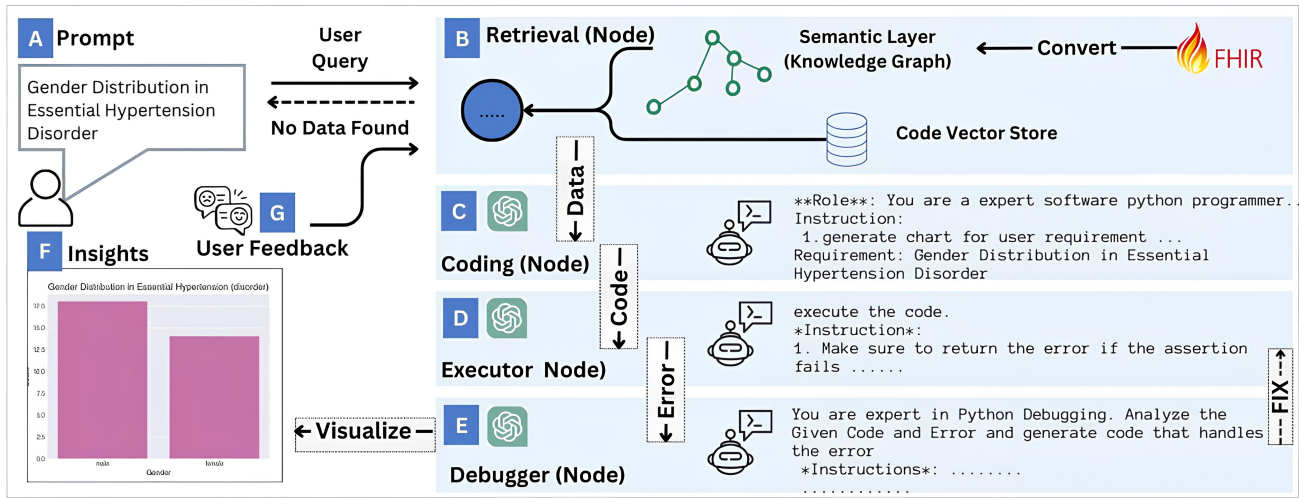 A Prompt
Gender Distribution in
Essential Hypertension
Disorder
User
Query
No Data Found
G
User Feedback
B Retrieval (Node)
.....
Semantic Layer
(Knowledge Graph)
Convert
FHIR
Code Vector Store
Data
C
Coding (Node)
**Role**: You are a expert software python programmer..
Instruction:
1.generate chart for user requirement ...
Requirement: Gender Distribution in Essential
Hypertension Disorder
Code
D
Executor Node)
execute the code.
*Instruction*:
1. Make sure to return the error if the assertion
fails ......
Error
FIX
E
Debugger (Node)
You are expert in Python Debugging. Analyze the
Given Code and Error and generate code that handles
the error
*Instructions*: ........
............
Visualize
F Insights
Gender Distribution in Essential Hypertension (disorder)
17.5
15.0
12.5
10.0
7.5
5.0
2.5
0.0
male
female
Gender